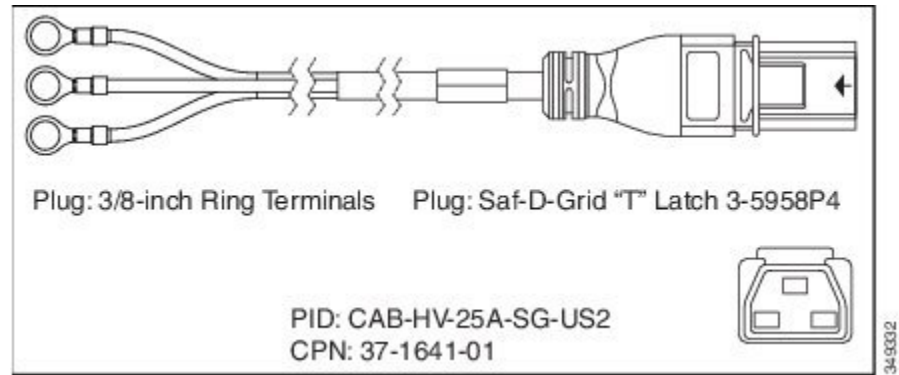 Plug: 3/8-inch Ring Terminals
Plug: Saf-D-Grid “T” Latch 3-5958P4
PID: CAB-HV-25A-SG-US2
CPN: 37-1641-01
349332